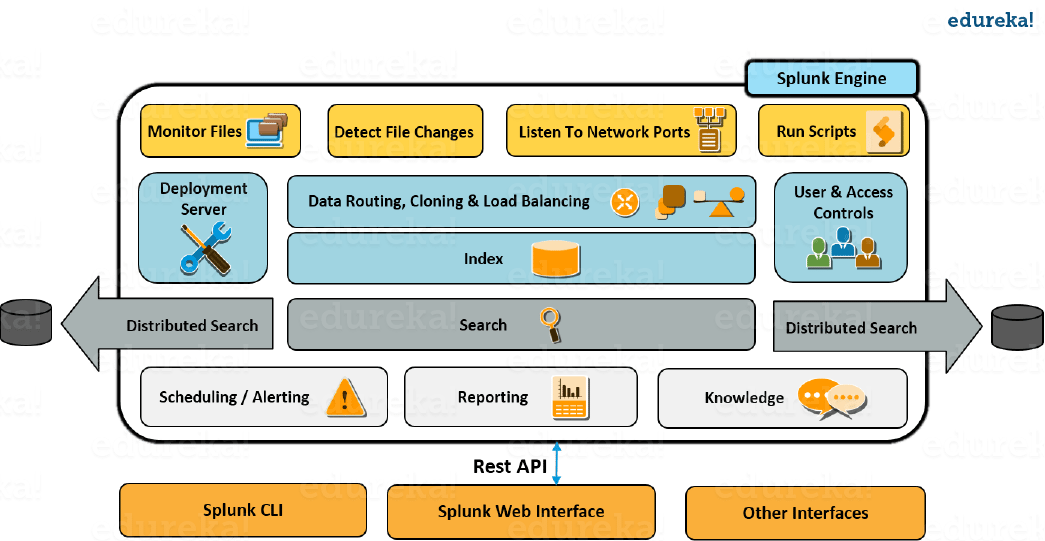 edureka!
Splunk Engine
Monitor Files
Detect File Changes
Listen To Network Ports
Run Scripts
Deployment
Server
Data Routing, Cloning & Load Balancing
User & Access
Controls
Index
Distributed Search
Search
Distributed Search
Scheduling / Alerting
Reporting
Knowledge
Rest API
Splunk CLI
Splunk Web Interface
Other Interfaces